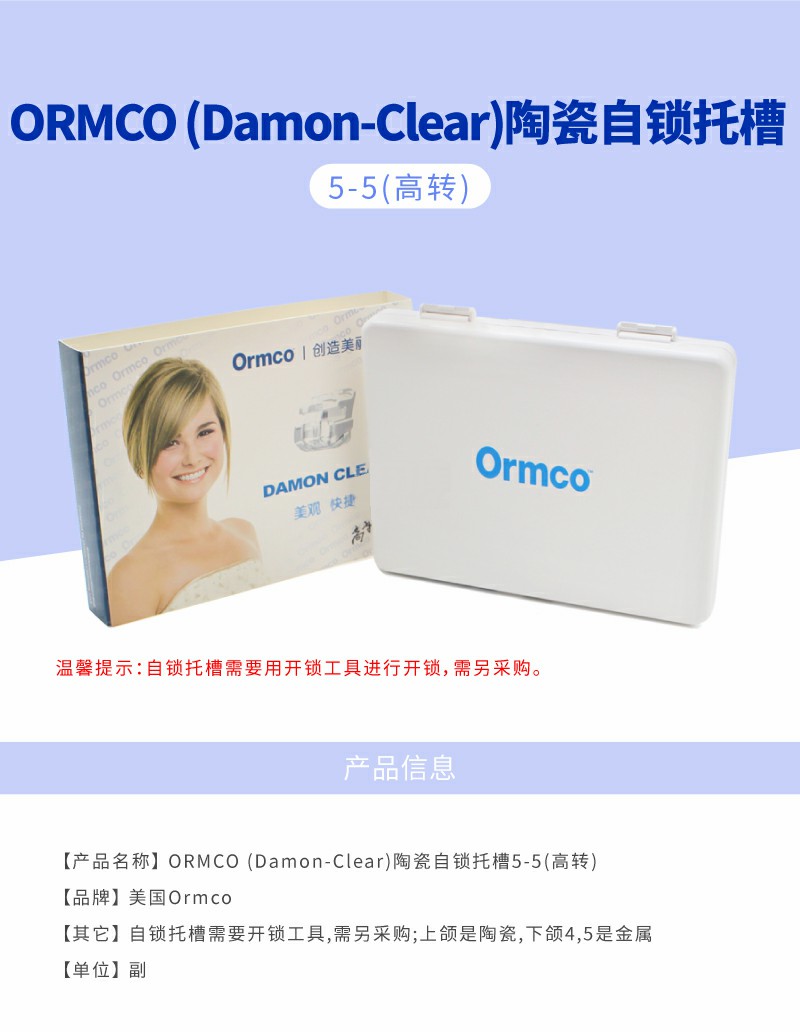 ORMCO (Damon-Clear)陶瓷自锁托槽
5-5(高转)
Ormco | 创造美丽
DAMON CLEA
美观 快捷
Ormco™
温馨提示:自锁托槽需要用开锁工具进行开锁,需另采购。
产品信息
【产品名称】ORMCO (Damon-Clear)陶瓷自锁托槽5-5(高转)
【品牌】美国Ormco
【其它】自锁托槽需要开锁工具,需另采购;上颌是陶瓷,下颌4,5是金属
【单位】副